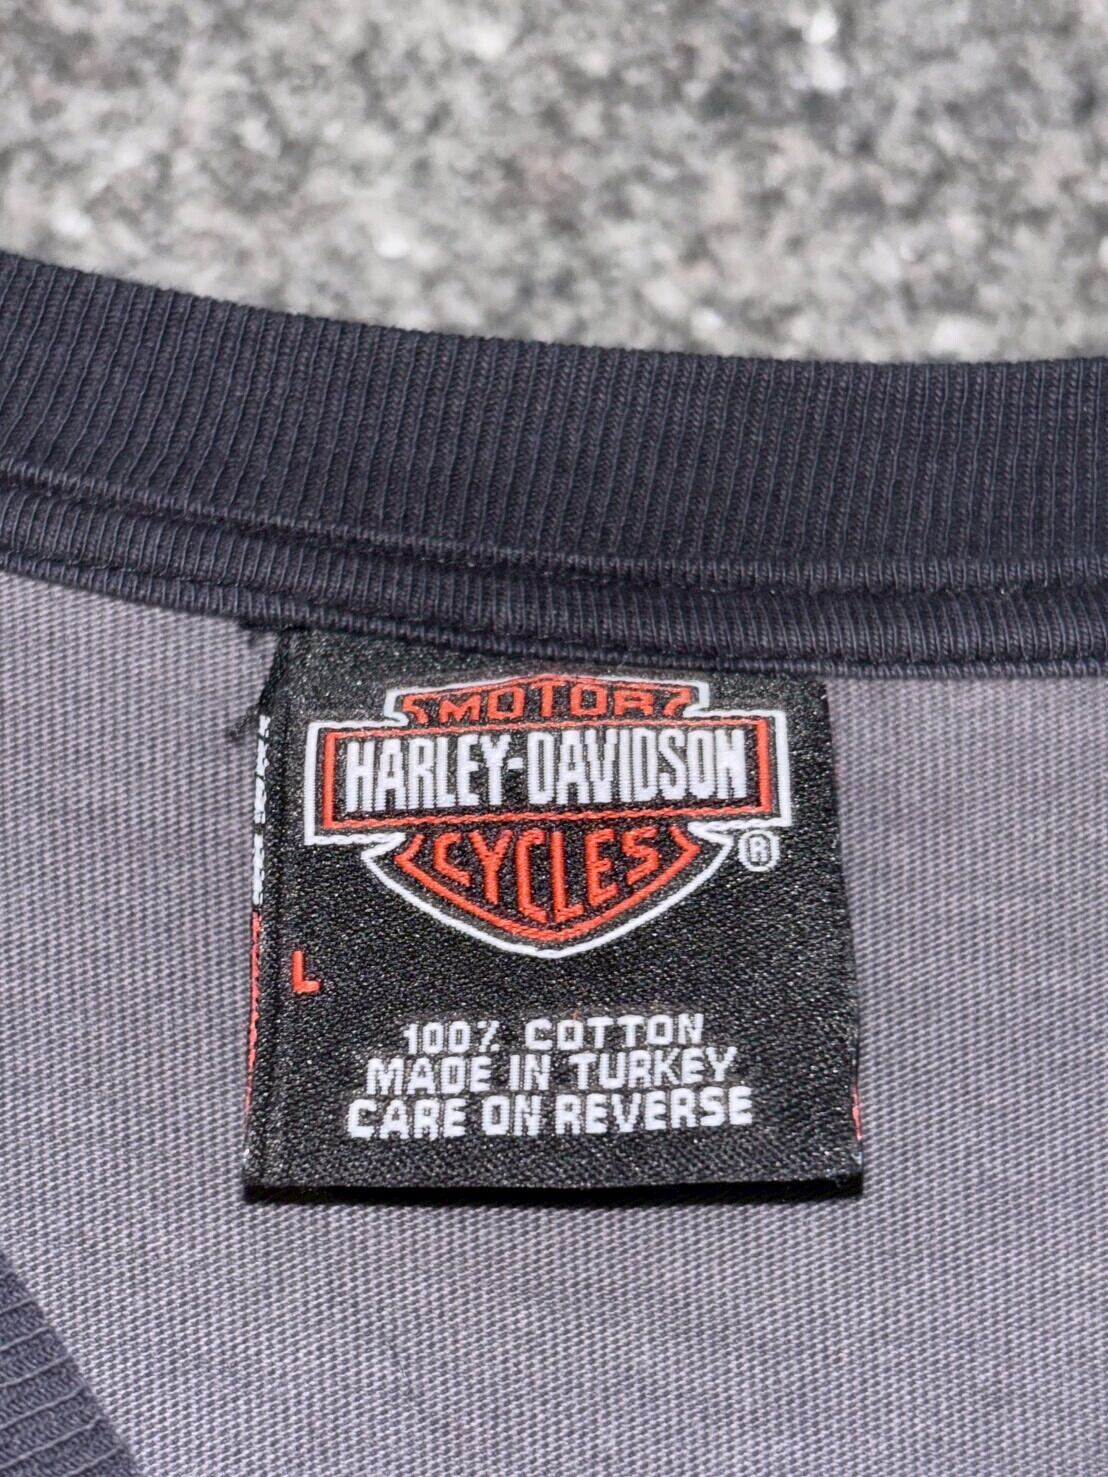 MOTOR
HARLEY-DAVIDSON
CYCLES
®
L
100% COTTON
MADE IN TURKEY
CARE ON REVERSE